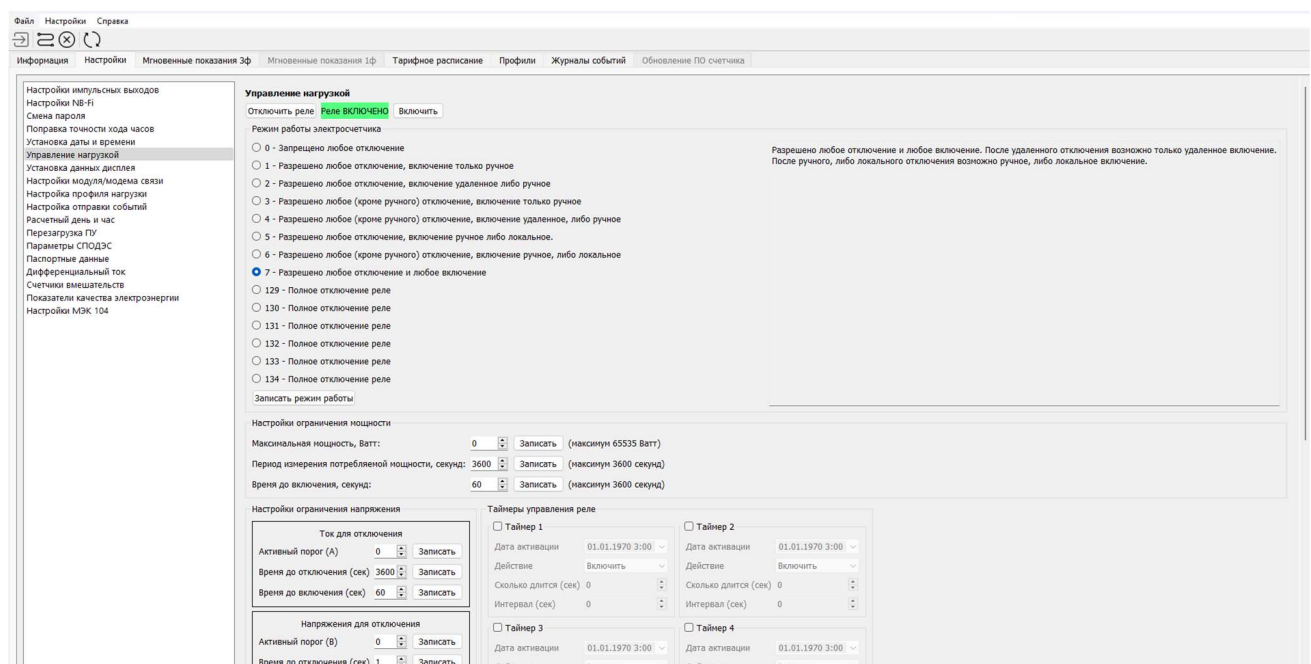 Файл Настройки Справка
Информация Настройки Мгновенные показания 3ф Мгновенные показания 1ф Тарифное расписание Профили Журналы событий Обновление ПО счетчика
Настройки импульсных выходов
Настройки NB-Fi
Смена пароля
Поправка точности хода часов
Установка даты и времени
Управление нагрузкой
Установка данных дисплея
Настройки модуля/модема связи
Настройка профиля нагрузки
Настройка отправки событий
Расчетный день и час
Перезагрузка ПУ
Параметры СПОДЭС
Паспортные данные
Дифференциальный ток
Счетчики вмешательств
Показатели качества электроэнергии
Настройки МЭК 104
Управление нагрузкой
Отключить реле Реле ВКЛЮЧЕНО Включить
Режим работы электросчетчика
0 - Запрещено любое отключение
1 - Разрешено любое отключение, включение только ручное
2 - Разрешено любое отключение, включение удаленное либо ручное
3 - Разрешено любое (кроме ручного) отключение, включение только ручное
4 - Разрешено любое (кроме ручного) отключение, включение удаленное, либо ручное
5 - Разрешено любое отключение, включение ручное либо локальное.
6 - Разрешено любое (кроме ручного) отключение, включение ручное, либо локальное
7 - Разрешено любое отключение и любое включение
129 - Полное отключение реле
130 - Полное отключение реле
131 - Полное отключение реле
132 - Полное отключение реле
133 - Полное отключение реле
134 - Полное отключение реле
Записать режим работы
Разрешено любое отключение и любое включение. После удаленного отключения возможно только удаленное включение.
После ручного, либо локального отключения возможно ручное, либо локальное включение.
Настройки ограничения мощности
Максимальная мощность, Ватт: 0 Записать (максимум 65535 Ватт)
Период измерения потребляемой мощности, секунд: 3600 Записать (максимум 3600 секунд)
Время до включения, секунд: 60 Записать (максимум 3600 секунд)
Настройки ограничения напряжения
Ток для отключения
Активный порог (А) 0 Записать
Время до отключения (сек) 3600 Записать
Время до включения (сек) 60 Записать
Напряжения для отключения
Активный порог (В) 0 Записать
Время до отключения (сек) 1 Записать
Таймеры управления реле
Таймер 1
Дата активации 01.01.1970 3:00
Действие Включить
Сколько длится (сек) 0
Интервал (сек) 0
Таймер 2
Дата активации 01.01.1970 3:00
Действие Включить
Сколько длится (сек) 0
Интервал (сек) 0
Таймер 3
Дата активации 01.01.1970 3:00
Таймер 4
Дата активации 01.01.1970 3:00